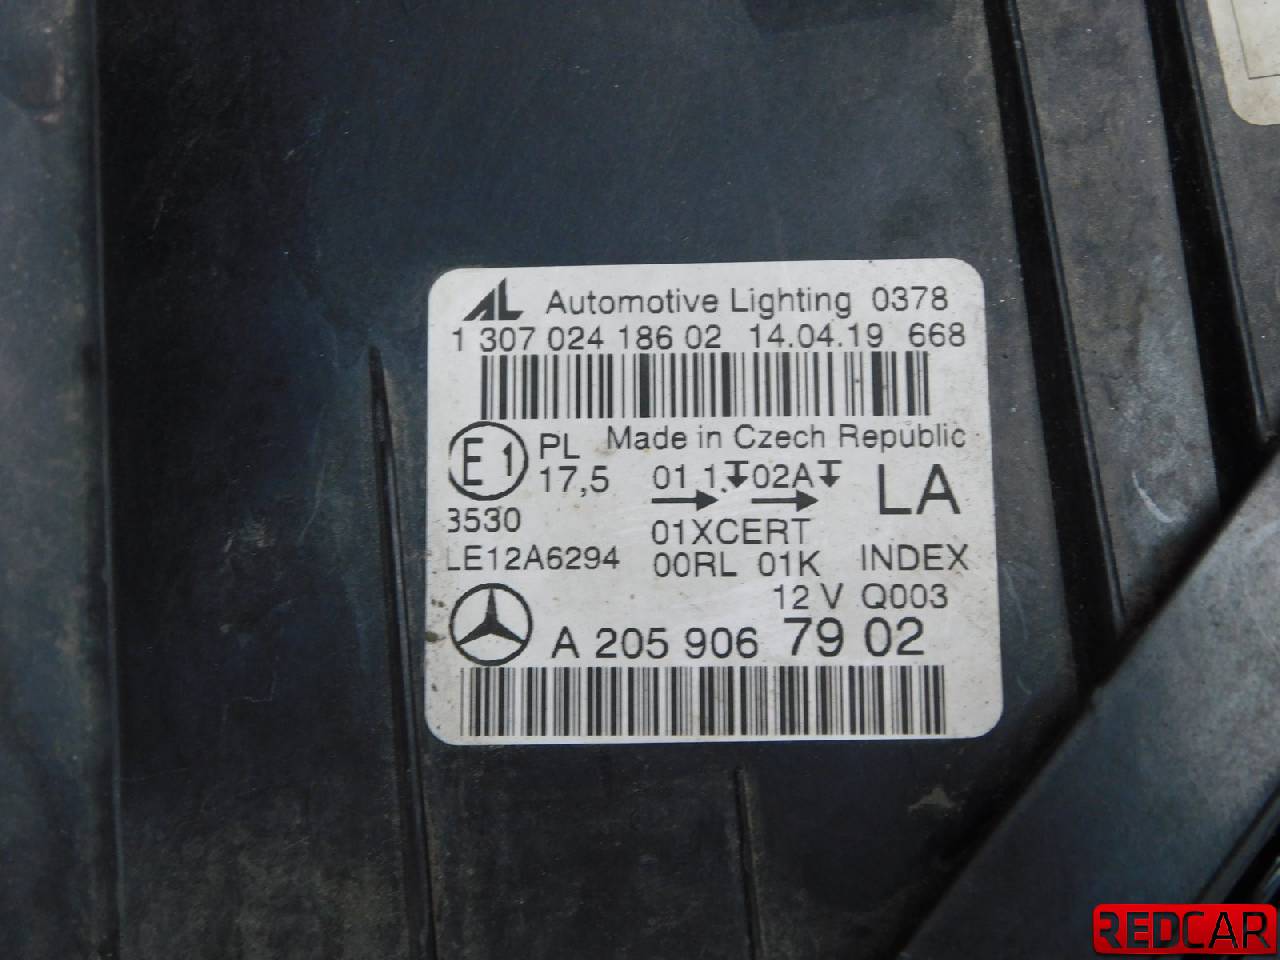 AL Automotive Lighting 0378
1 307 024 186 02 14.04.19 668
Made in Czech Republic
E1 PL
17,5
01 1. 02A
LA
3530
01XCERT
LE12A6294
00RL 01K
INDEX
12 V Q003
A 205 906 79 02
REDCAR